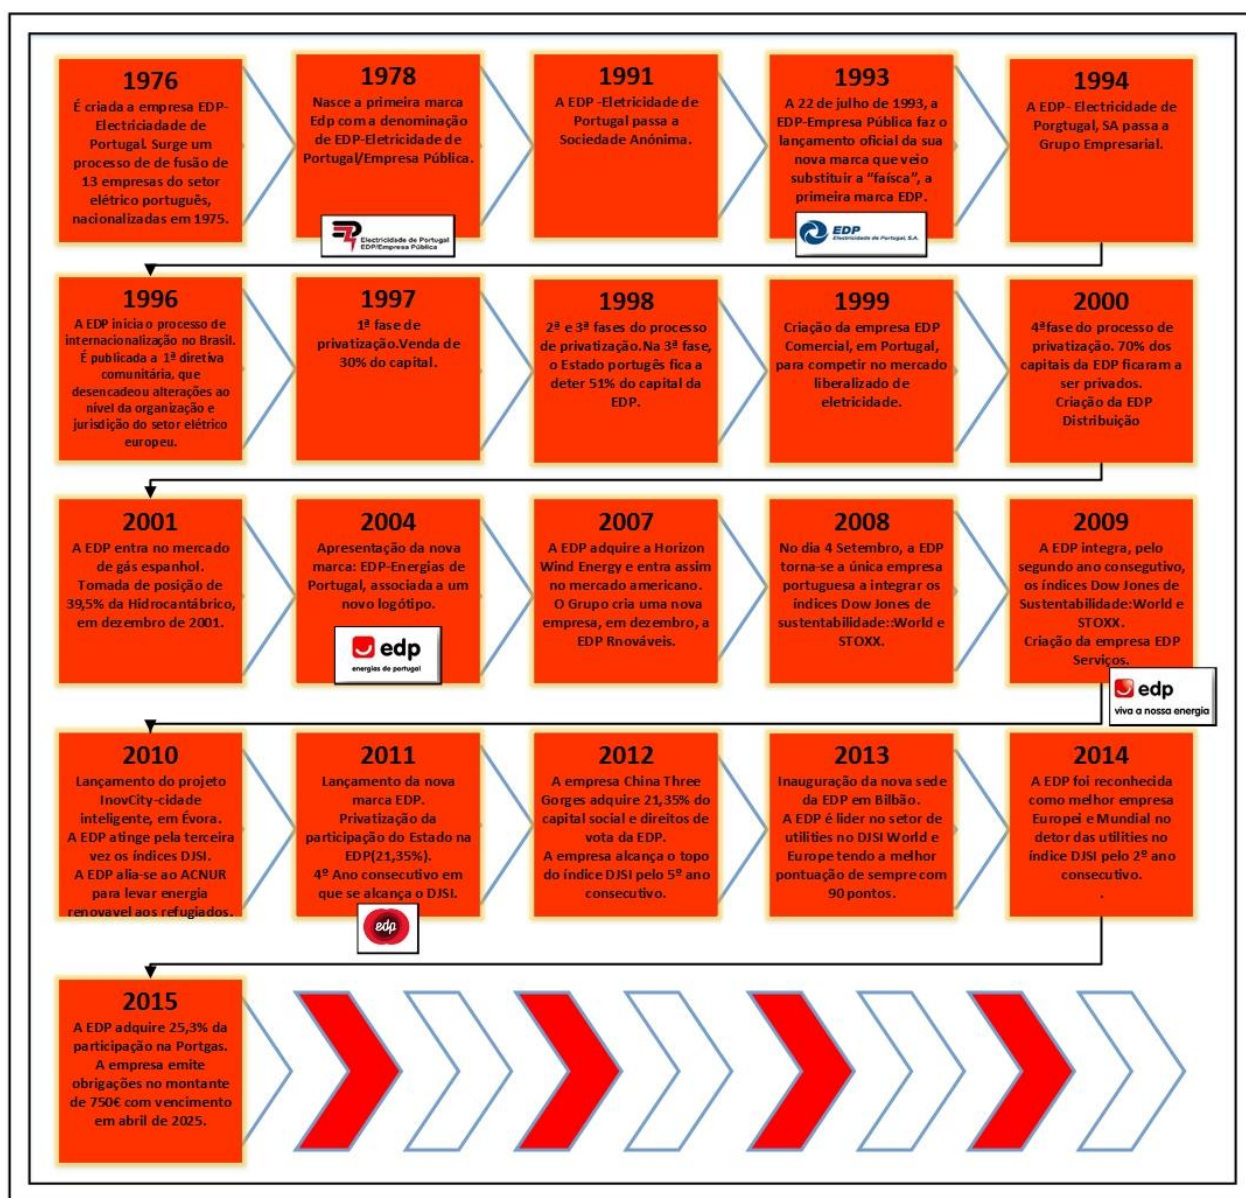 1976
É criada a empresa EDP-
Electriciadade de
Portugal. Surge um
processo de de fusão de
13 empresas do setor
elétrico português,
nacionalizadas em 1975.
1978
Nasce a primeira marca
Edp com a denominação
de EDP-Eletricidade de
Portugal/Empresa Pública.
Electricidade de Portugal
EDP/Empresa Pública
1991
A EDP -Eletricidade de
Portugal passa a
Sociedade Anónima.
1993
A 22 de julho de 1993, a
EDP-Empresa Pública faz o
lançamento oficial da sua
nova marca que veio
substituir a “faísca”, a
primeira marca EDP.
EDP
Electricidade de Portugal, S.A.
1994
A EDP- Electricidade de
Porgtugal, SA passa a
Grupo Empresarial.
1996
A EDP inicia o processo de
internacionalização no Brasil.
É publicada a 1ª diretiva
comunitária, que
desencadeou alterações ao
nível da organização e
jurisdição do setor elétrico
europeu.
1997
1ª fase de
privatização.Venda de
30% do capital.
1998
2ª e 3ª fases do processo
de privatização.Na 3ª fase,
o Estado portugês fica a
deter 51% do capital da
EDP.
1999
Criação da empresa EDP
Comercial, em Portugal,
para competir no mercado
liberalizado de
eletricidade.
2000
4ªfase do processo de
privatização. 70% dos
capitais da EDP ficaram a
ser privados.
Criação da EDP
Distribuição
2001
A EDP entra no mercado
de gás espanhol.
Tomada de posição de
39,5% da Hidrocantábrico,
em dezembro de 2001.
2004
Apresentação da nova
marca: EDP-Energias de
Portugal, associada a um
novo logótipo.
edp
energias de portugal
2007
A EDP adquire a Horizon
Wind Energy e entra assim
no mercado americano.
O Grupo cria uma nova
empresa, em dezembro, a
EDP Rnováveis.
2008
No dia 4 Setembro, a EDP
torna-se a única empresa
portuguesa a integrar os
índices Dow Jones de
sustentabilidade::World e
STOXX.
2009
A EDP integra, pelo
segundo ano consegutivo,
os índices Dow Jones de
Sustentabilidade:World e
STOXX.
Criação da empresa EDP
Serviços.
edp
viva a nossa energia
2010
Lançamento do projeto
InovCity-cidade
inteligente, em Évora.
A EDP atinge pela terceira
vez os índices DJSI.
A EDP alia-se ao ACNUR
para levar energia
renovavel aos refugiados.
2011
Lançamento da nova
marca EDP.
Privatização da
participação do Estado na
EDP(21,35%).
4º Ano consecutivo em
que se alcança o DJSI.
edp
2012
A empresa China Three
Gorges adquire 21,35% do
capital social e direitos de
vota da EDP.
A empresa alcança o topo
do índice DJSI pelo 5º ano
consecutivo.
2013
Inauguração da nova sede
da EDP em Bilbão.
A EDP é lider no setor de
utilities no DJSI World e
Europe tendo a melhor
pontuação de sempre com
90 pontos.
2014
A EDP foi reconhecida
como melhor empresa
Europei e Mundial no
detor das utilities no
índice DJSI pelo 2º ano
consecutivo.
.
2015
A EDP adquire 25,3% da
participação na Portgas.
A empresa emite
obrigações no montante
de 750€ com vencimento
em abril de 2025.